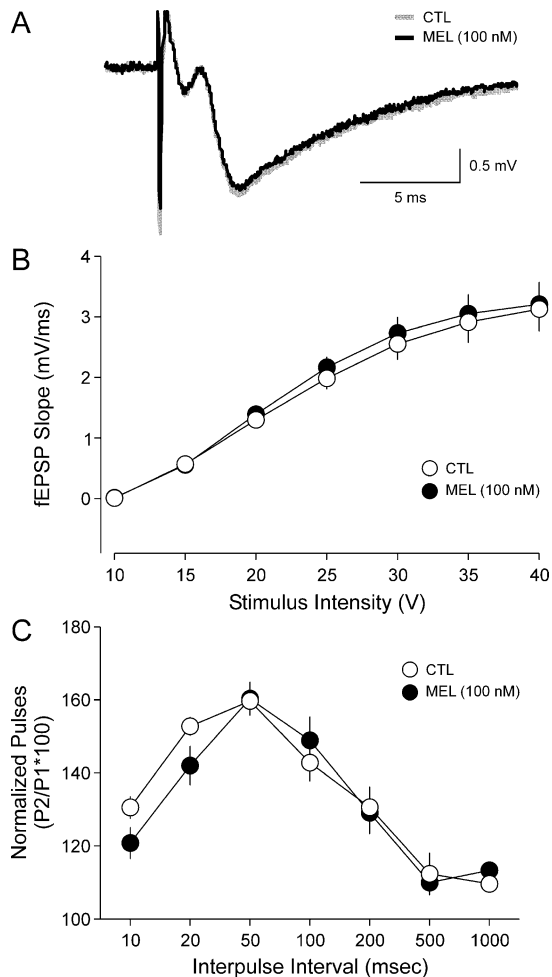 A
CTL
MEL (100 nM)
0.5 mV
5 ms
B
4
3
2
1
0
fEPSP Slope (mV/ms)
CTL
MEL (100 nM)
10 15 20 25 30 35 40
Stimulus Intensity (V)
C
180
160
140
120
100
Normalized Pulses
(P2/P1*100)
CTL
MEL (100 nM)
10 20 50 100 200 500 1000
Interpulse Interval (msec)